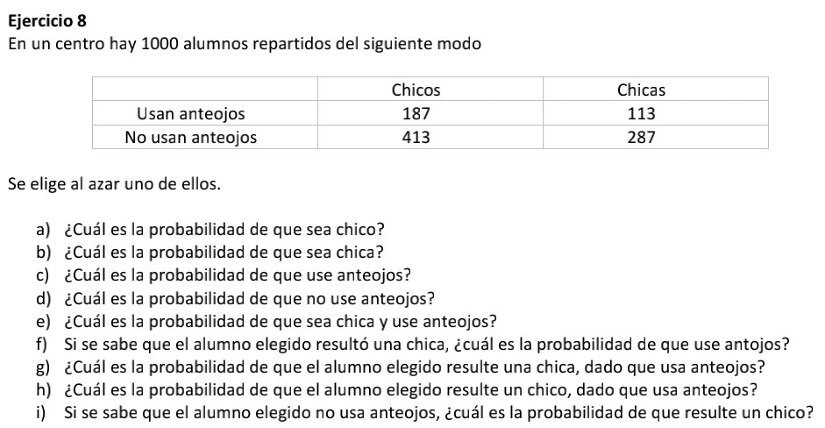 Ejercicio 8
En un centro hay 1000 alumnos repartidos del siguiente modo
Chicos Chicas
Usan anteojos 187 113
No usan anteojos 413 287
Se elige al azar uno de ellos.
a) ¿Cuál es la probabilidad de que sea chico?
b) ¿Cuál es la probabilidad de que sea chica?
c) ¿Cuál es la probabilidad de que use anteojos?
d) ¿Cuál es la probabilidad de que no use anteojos?
e) ¿Cuál es la probabilidad de que sea chica y use anteojos?
f) Si se sabe que el alumno elegido resultó una chica, ¿cuál es la probabilidad de que use antojos?
g) ¿Cuál es la probabilidad de que el alumno elegido resulte una chica, dado que usa anteojos?
h) ¿Cuál es la probabilidad de que el alumno elegido resulte un chico, dado que usa anteojos?
i) Si se sabe que el alumno elegido no usa anteojos, ¿cuál es la probabilidad de que resulte un chico?